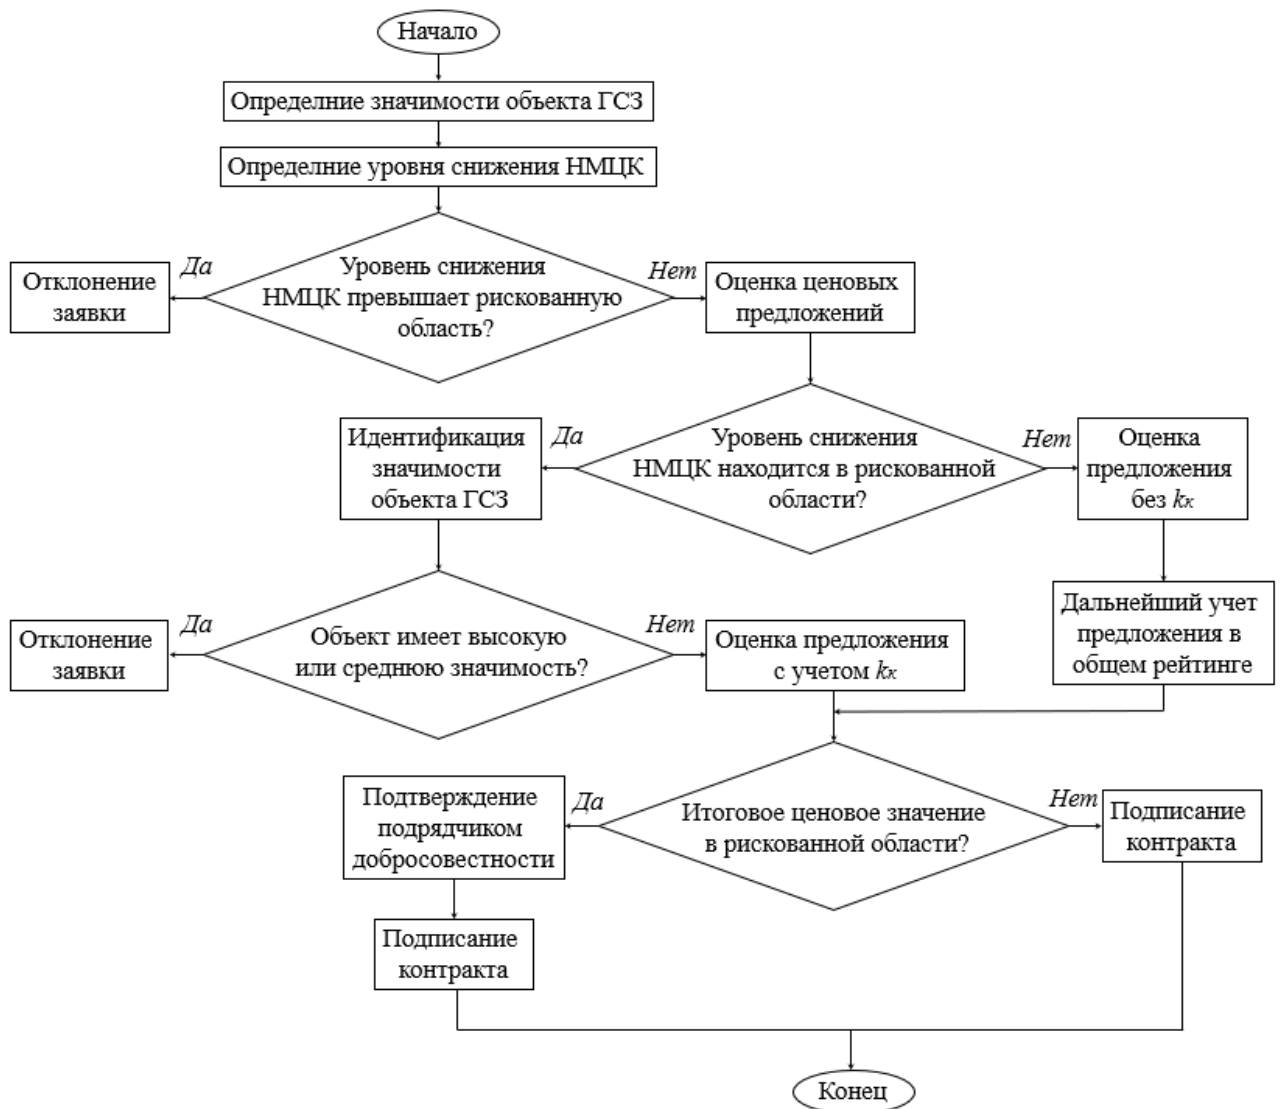 Начало
Определние значимости объекта ГСЗ
Определние уровня снижения НМЦК
Да
Уровень снижения
НМЦК превышает рискованную
область?
Нет
Отклонение
заявки
Оценка ценовых
предложений
Идентификация
значимости
объекта ГСЗ
Да
Уровень снижения
НМЦК находится в рискованной
области?
Нет
Оценка
предложения
без kк
Дальнейший учет
предложения в
общем рейтинге
Отклонение
заявки
Да
Объект имеет высокую
или среднюю значимость?
Нет
Оценка предложения
с учетом kк
Подтверждение
подрядчиком
добросовестности
Да
Итоговое ценовое значение
в рискованной области?
Нет
Подписание
контракта
Подписание
контракта
Конец